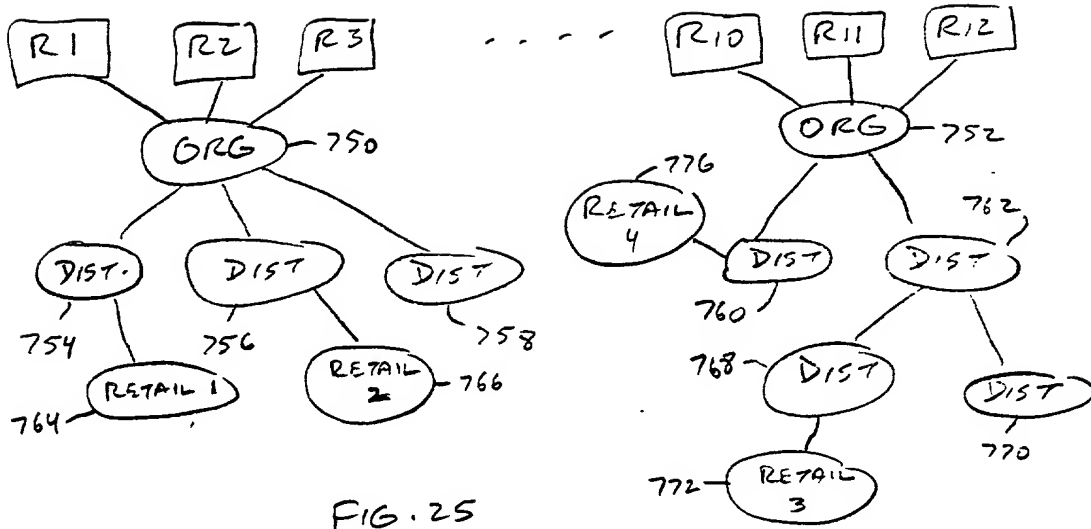 R1 R2 R3 . . . . R10 R11 R12
ORG 750 ORG 752
776
RETAIL
4
762
DIST. DIST DIST DIST DIST
754 756 758 760
RETAIL 1
764
RETAIL
2
766
768 DIST DIST
770
772 RETAIL
3
FIG. 25